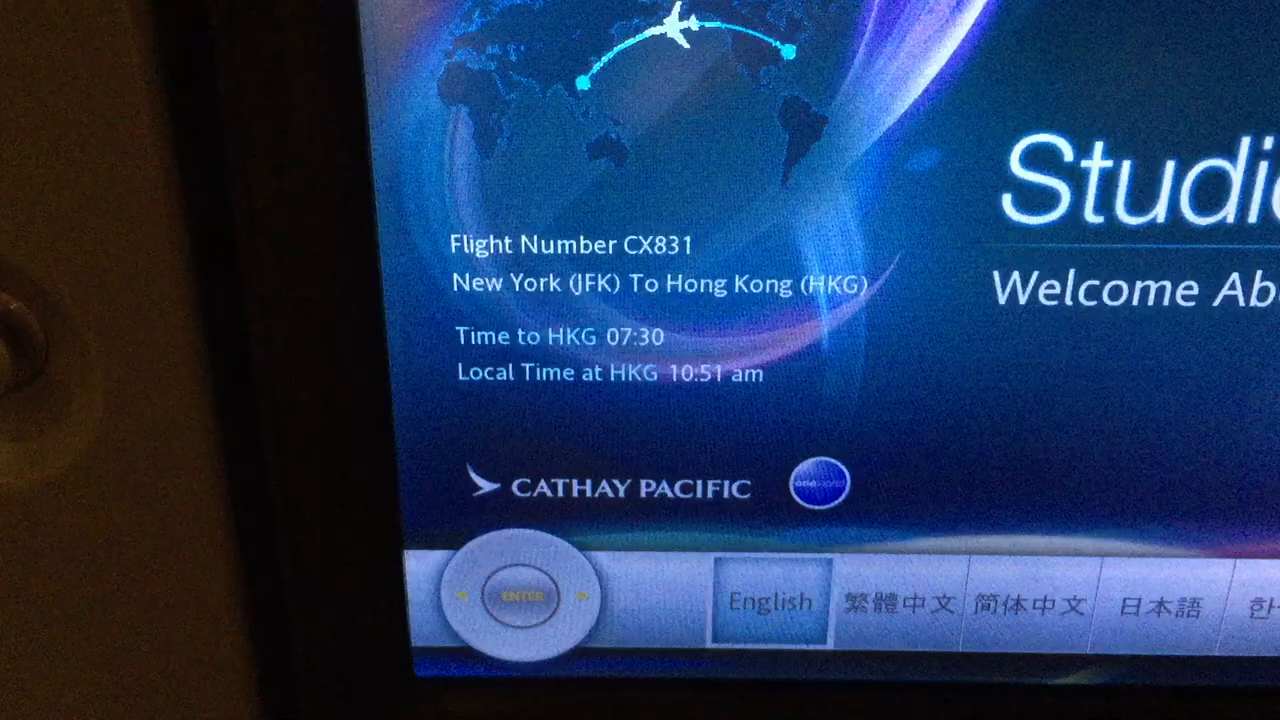 Studio
Welcome Ab
Flight Number CX831
New York (JFK) To Hong Kong (HKG)
Time to HKG 07:30
Local Time at HKG 10:51 am
CATHAY PACIFIC
oneworld
ENTER
English 繁體中文 简体中文 日本語